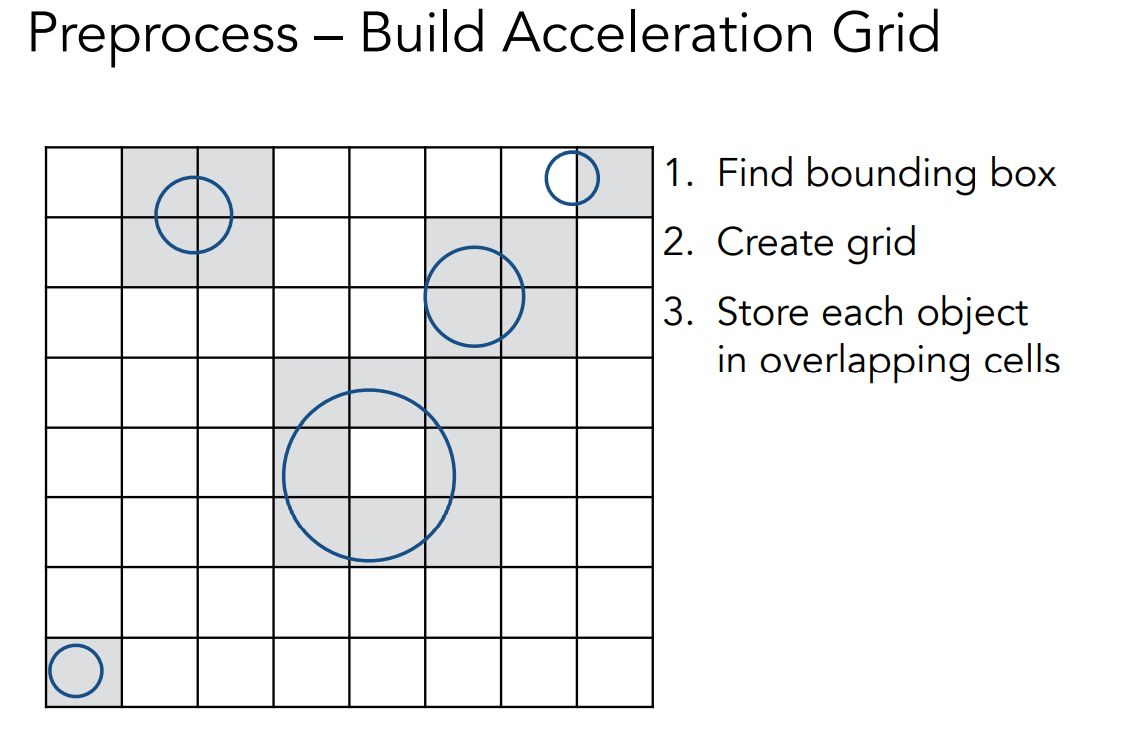 Preprocess – Build Acceleration Grid
1. Find bounding box
2. Create grid
3. Store each object
in overlapping cells